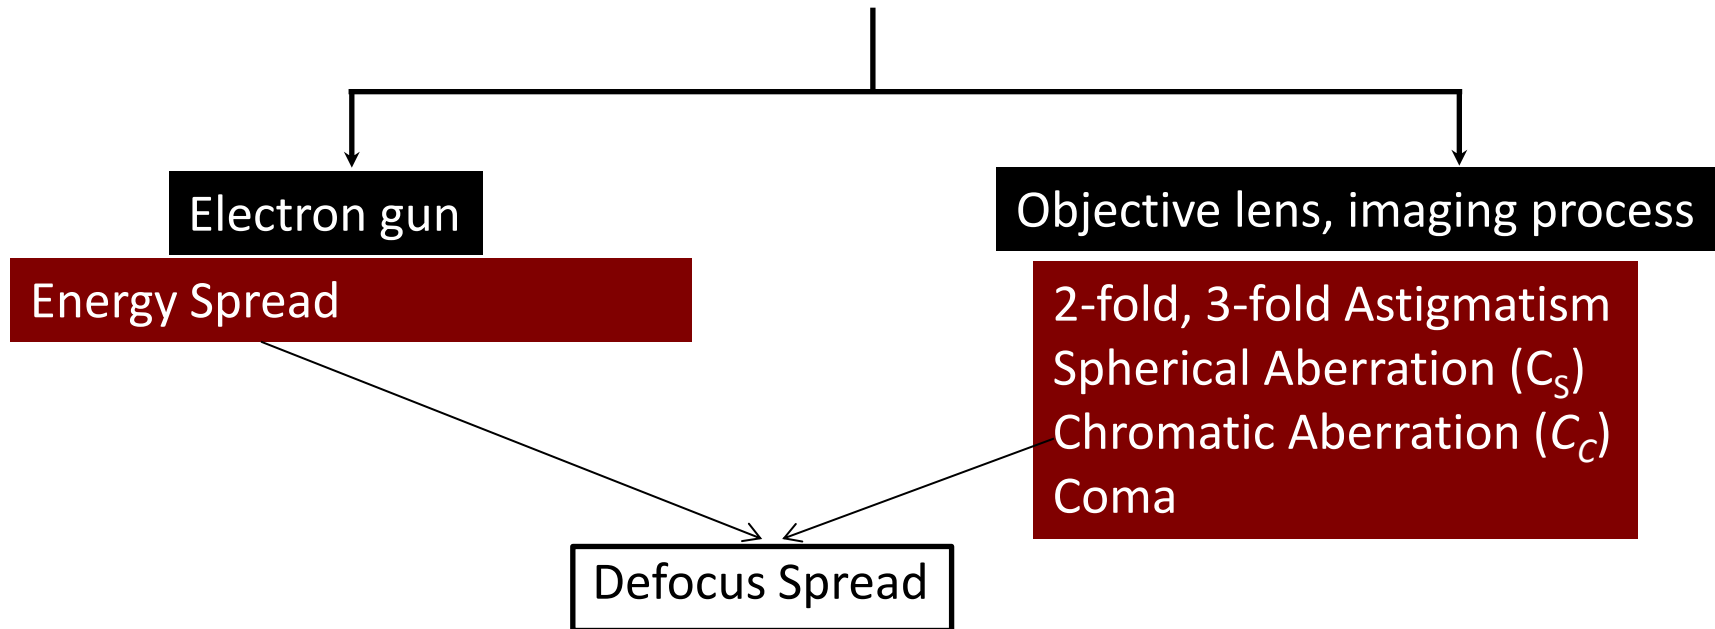 Electron gun
Objective lens, imaging process
Energy Spread
2-fold, 3-fold Astigmatism
Spherical Aberration (Cs)
Chromatic Aberration (Cc)
Coma
Defocus Spread